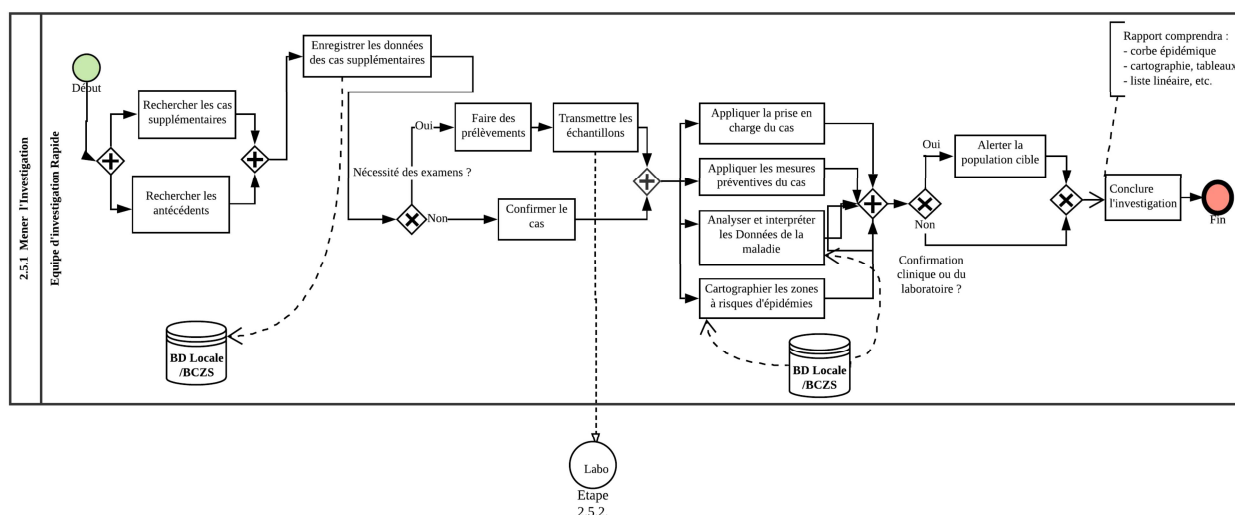 2.5.1 Mener l'Investigation
Equipe d'investigation Rapide
Début
Rechercher les cas
supplémentaires
Rechercher les
antécédents
Enregistrer les données
des cas supplémentaires
BD Locale
/BCZS
Nécessité des examens ?
Oui
Non
Faire des
prélèvements
Transmettre les
échantillons
Confirmer le
cas
Labo
Etape
2.5.2
Appliquer la prise en
charge du cas
Appliquer les mesures
préventives du cas
Analyser et interpréter
les Données de la
maladie
Cartographier les zones
à risques d'épidémies
BD Locale
/BCZS
Oui
Non
Confirmation
clinique ou du
laboratoire ?
Alerter la
population cible
Rapport comprendra :
- corbe épidémique
- cartographie, tableaux
- liste linéaire, etc.
Conclure
l'investigation
Fin